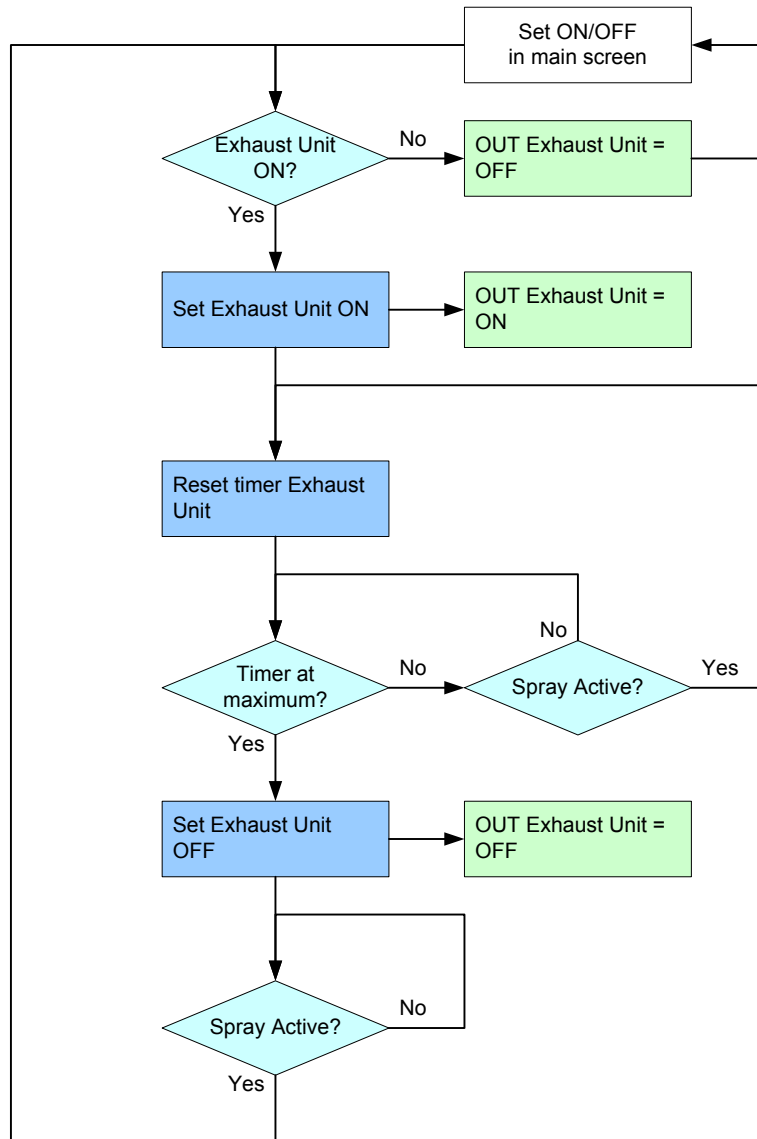 Set ON/OFF
in main screen
Exhaust Unit
ON?
No
OUT Exhaust Unit =
OFF
Yes
Set Exhaust Unit ON
OUT Exhaust Unit =
ON
Reset timer Exhaust
Unit
No
Timer at
maximum?
No
Spray Active?
Yes
Yes
Set Exhaust Unit
OFF
OUT Exhaust Unit =
OFF
Spray Active?
No
Yes